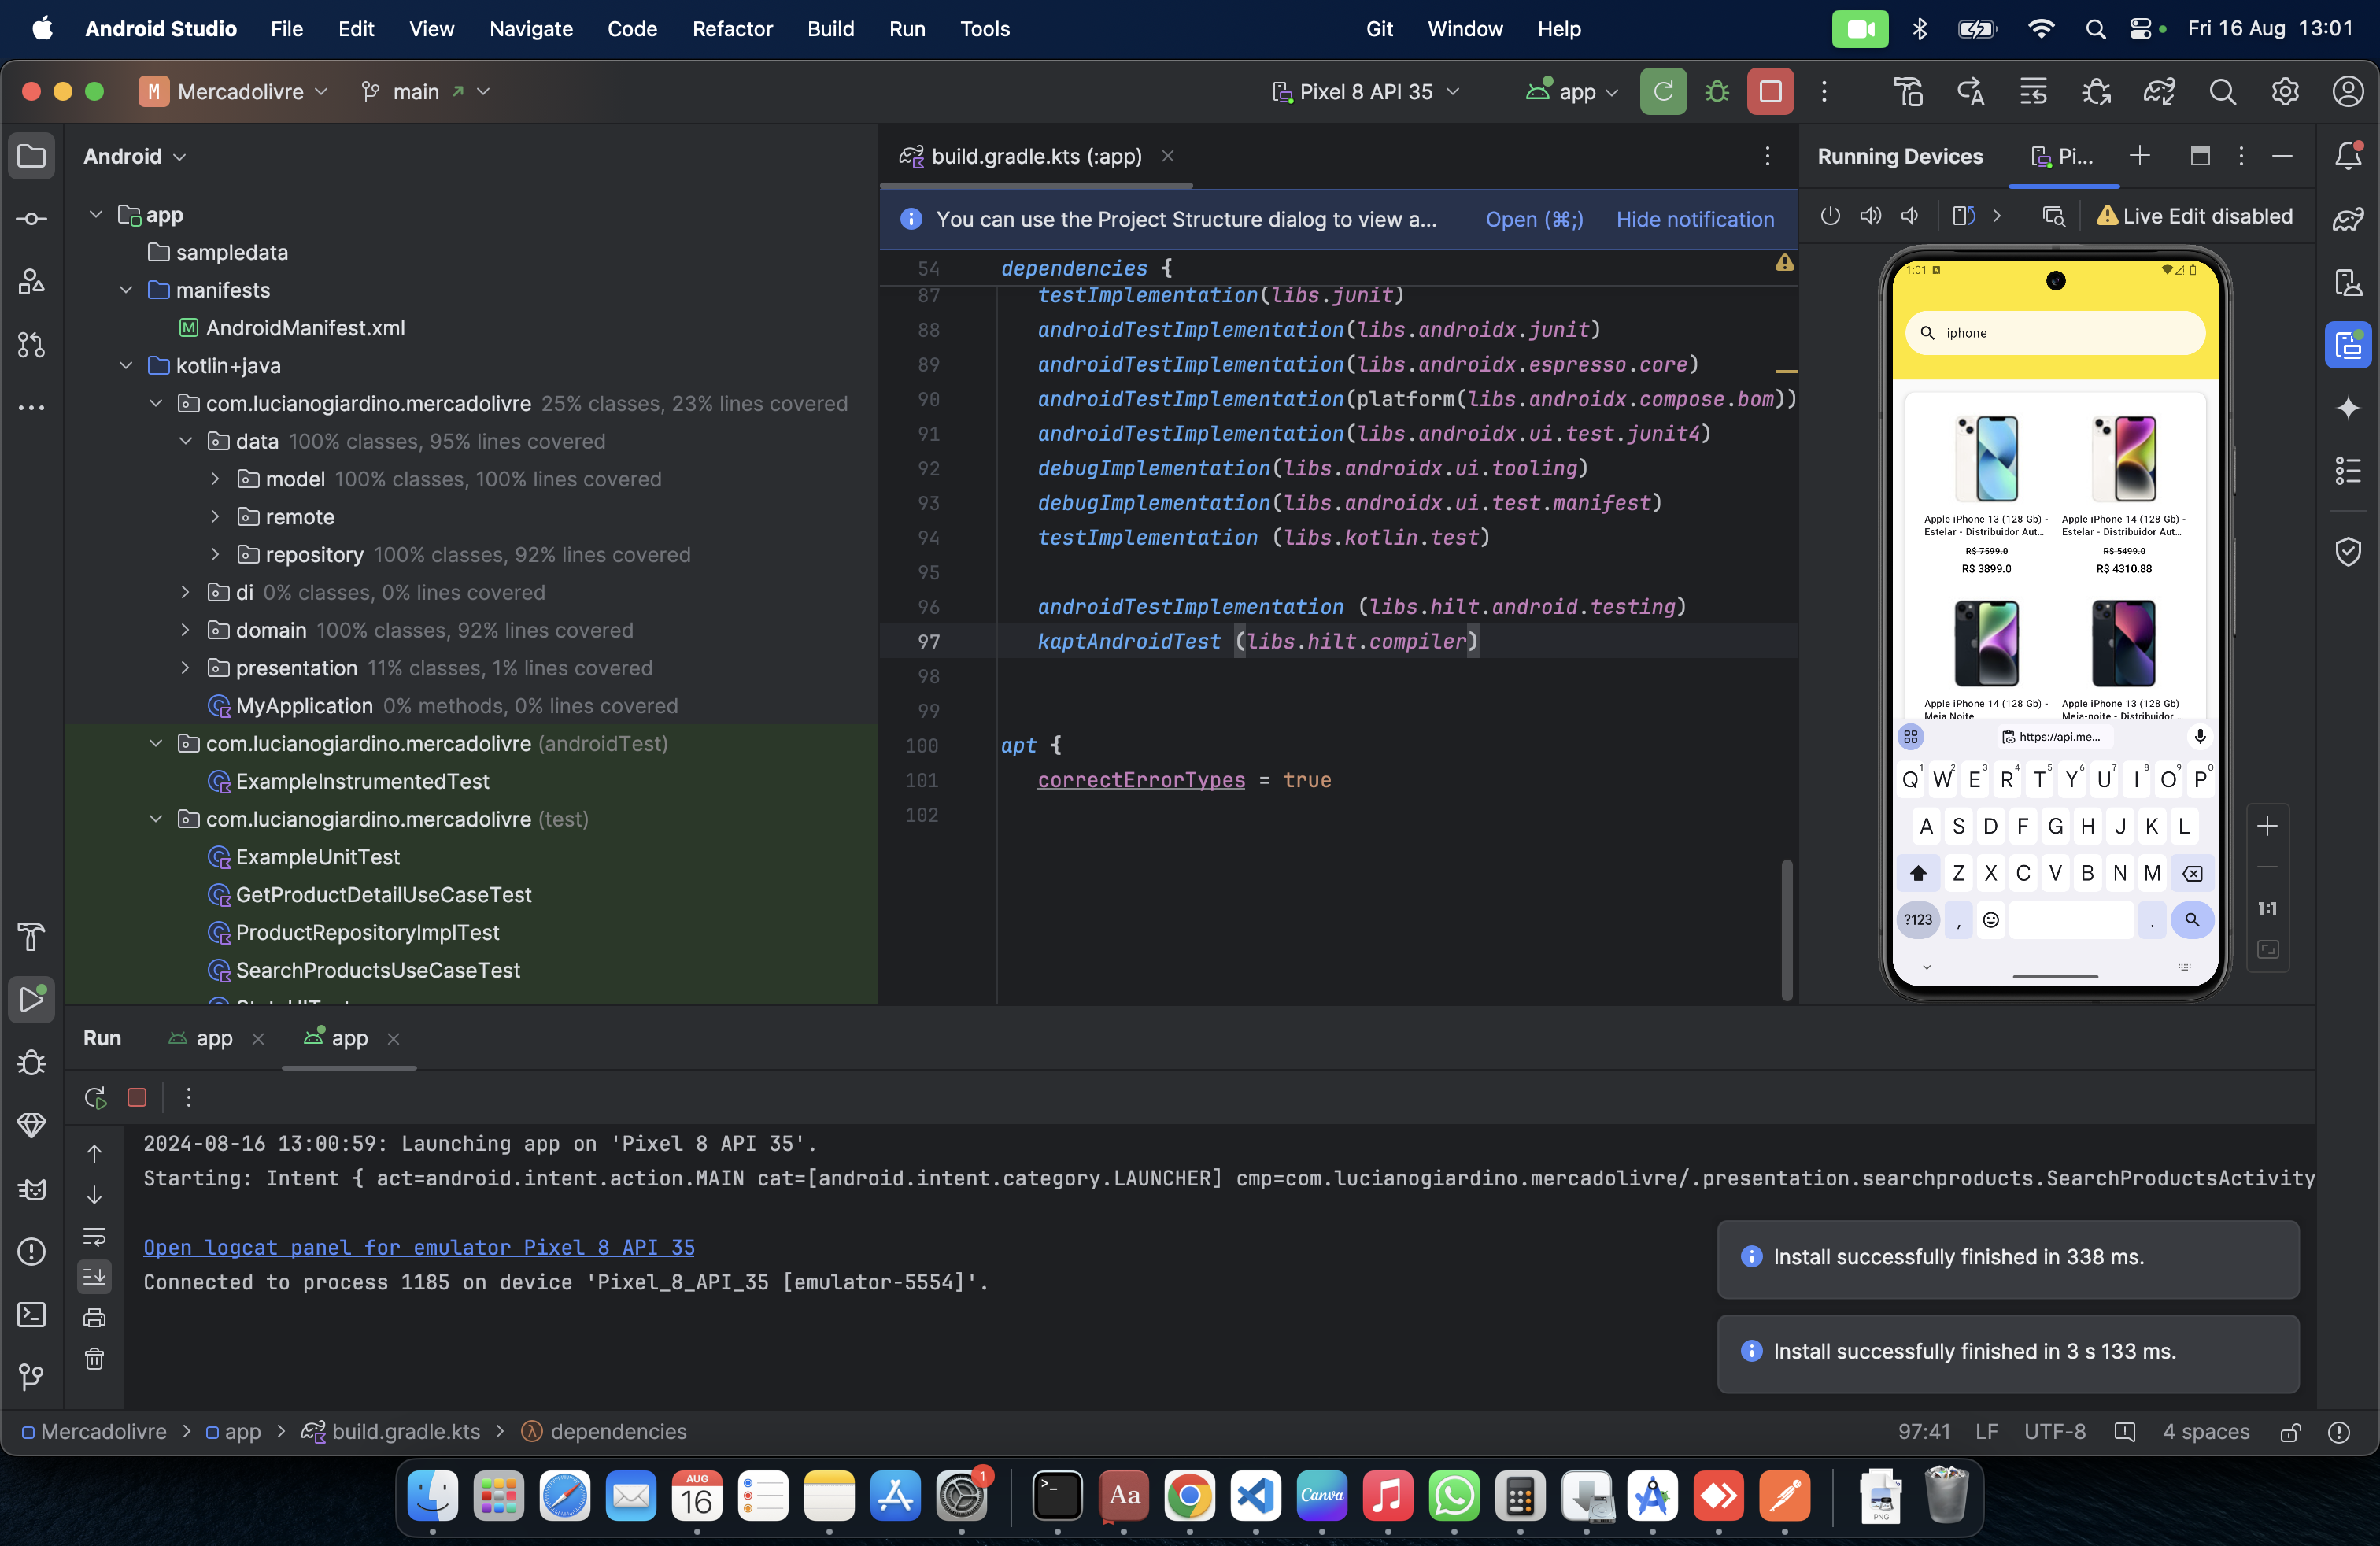 Android Studio File Edit View Navigate Code Refactor Build Run Tools Git Window Help Fri 16 Aug 13:01
M Mercadolivre main Pixel 8 API 35 app
Android
app
sampledata
manifests
M AndroidManifest.xml
kotlin+java
com.lucianogiardino.mercadolivre 25% classes, 23% lines covered
data 100% classes, 95% lines covered
model 100% classes, 100% lines covered
remote
repository 100% classes, 92% lines covered
di 0% classes, 0% lines covered
domain 100% classes, 92% lines covered
presentation 11% classes, 1% lines covered
MyApplication 0% methods, 0% lines covered
com.lucianogiardino.mercadolivre (androidTest)
ExampleInstrumentedTest
com.lucianogiardino.mercadolivre (test)
ExampleUnitTest
GetProductDetailUseCaseTest
ProductRepositoryImplTest
SearchProductsUseCaseTest
build.gradle.kts (:app)
You can use the Project Structure dialog to view a... Open (⌘;) Hide notification
54 dependencies {
87 testImplementation(libs.junit)
88 androidTestImplementation(libs.androidx.junit)
89 androidTestImplementation(libs.androidx.espresso.core)
90 androidTestImplementation(platform(libs.androidx.compose.bom))
91 androidTestImplementation(libs.androidx.ui.test.junit4)
92 debugImplementation(libs.androidx.ui.tooling)
93 debugImplementation(libs.androidx.ui.test.manifest)
94 testImplementation (libs.kotlin.test)
95
96 androidTestImplementation (libs.hilt.android.testing)
97 kaptAndroidTest (libs.hilt.compiler)
98
99
100 apt {
101 correctErrorTypes = true
102
Running Devices Pi...
Live Edit disabled
1:01
iphone
Apple iPhone 13 (128 Gb) - Apple iPhone 14 (128 Gb) -
Estelar - Distribuidor Aut... Estelar - Distribuidor Aut...
R$ 7599.0 R$ 5499.0
R$ 3899.0 R$ 4310.88
Apple iPhone 14 (128 Gb) - Apple iPhone 13 (128 Gb)
Meia Noite Meia-noite - Distribuidor ...
https://api.me...
Q1 W2 E3 R4 T5 Y6 U7 I8 O9 P0
A S D F G H J K L
Z X C V B N M
?123 , .
1:1
Run app app
2024-08-16 13:00:59: Launching app on 'Pixel 8 API 35'.
Starting: Intent { act=android.intent.action.MAIN cat=[android.intent.category.LAUNCHER] cmp=com.lucianogiardino.mercadolivre/.presentation.searchproducts.SearchProductsActivity
Open logcat panel for emulator Pixel 8 API 35
Connected to process 1185 on device 'Pixel_8_API_35 [emulator-5554]'.
Install successfully finished in 338 ms.
Install successfully finished in 3 s 133 ms.
Mercadolivre > app > build.gradle.kts > dependencies 97:41 LF UTF-8 4 spaces
AUG
16
1
Aa
Canva
PNG